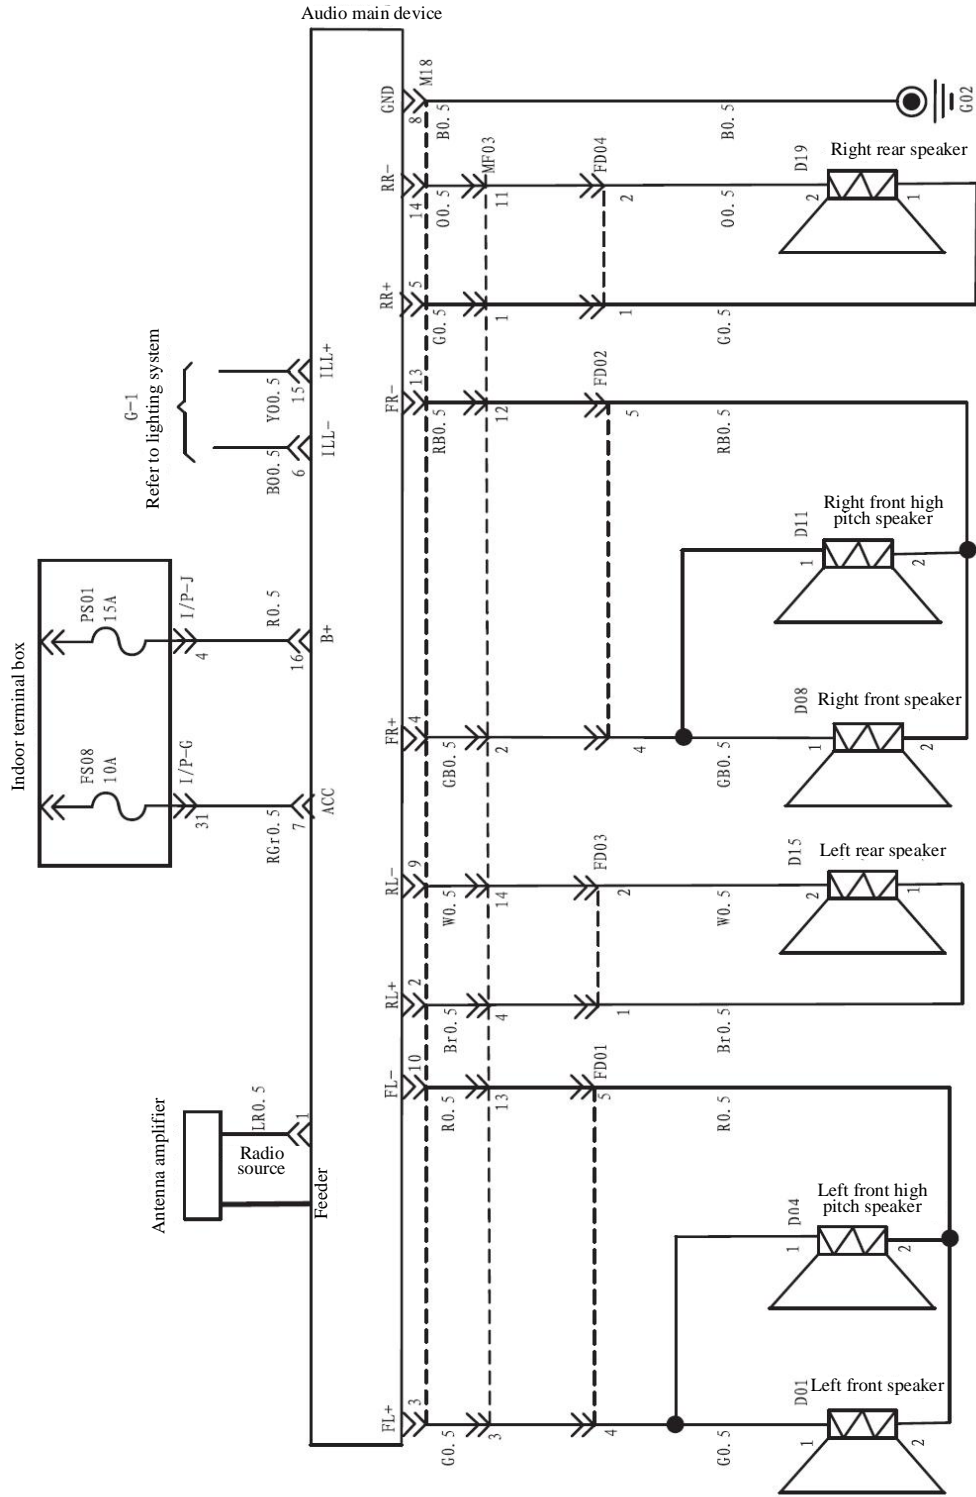 Audio main device
M18
GND
8
B0.5
B0.5
G02
RR-
14
O0.5
MF03
11
FD04
2
O0.5
D19
Right rear speaker
2
1
RR+
5
G0.5
1
1
G0.5
G-1
Refer to lighting system
Y00.5
15
ILL+
B00.5
6
ILL-
FR-
13
RB0.5
12
FD02
5
RB0.5
Right front high
pitch speaker
D11
1
2
Indoor terminal box
PS01
15A
I/P-J
4
R0.5
16
B+
FS08
10A
I/P-G
31
RGr0.5
7
ACC
FR+
4
GB0.5
2
4
GB0.5
D08
Right front speaker
1
2
RL-
9
W0.5
14
FD03
2
W0.5
D15
Left rear speaker
2
1
RL+
2
Br0.5
4
1
Br0.5
Antenna amplifier
LR0.5
1
Radio
source
Feeder
FL-
10
R0.5
13
FD01
5
R0.5
Left front high
pitch speaker
D04
1
2
FL+
3
G0.5
3
4
G0.5
D01
Left front speaker
1
2